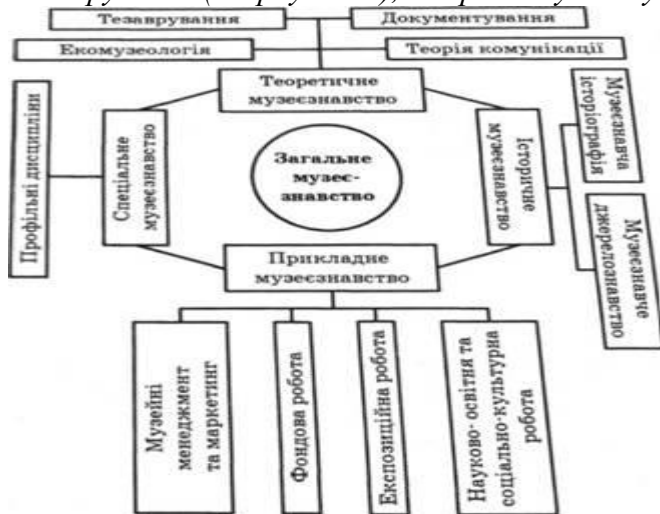 Тезаврування
Документування
Екомузеологія
Теорія комунікації
Теоретичне
музеєзнавство
Профільні дисципліни
Спеціальне
музеєзнавство
Загальне
музеє-
знавство
Історичне
музеєзнавство
Музеєзнавча
історіографія
Музеєзнавче
джерелознавство
Прикладне
музеєзнавство
Музейні
менеджмент
та маркетинг
Фондова робота
Експозиційна робота
Науково- освітня та
соціально-культурна
робота